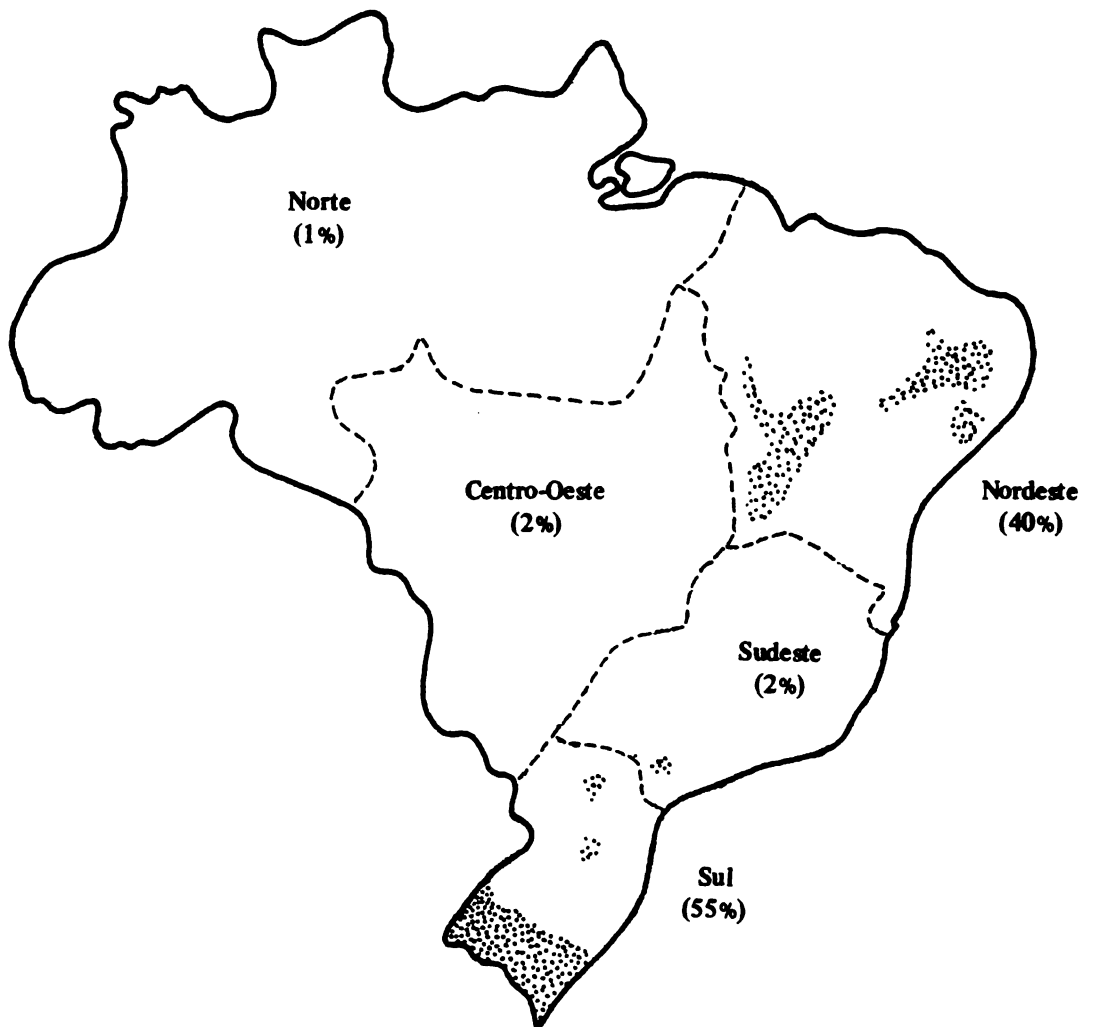 Norte
(1%)
Centro-Oeste
(2%)
Nordeste
(40%)
Sudeste
(2%)
Sul
(55%)